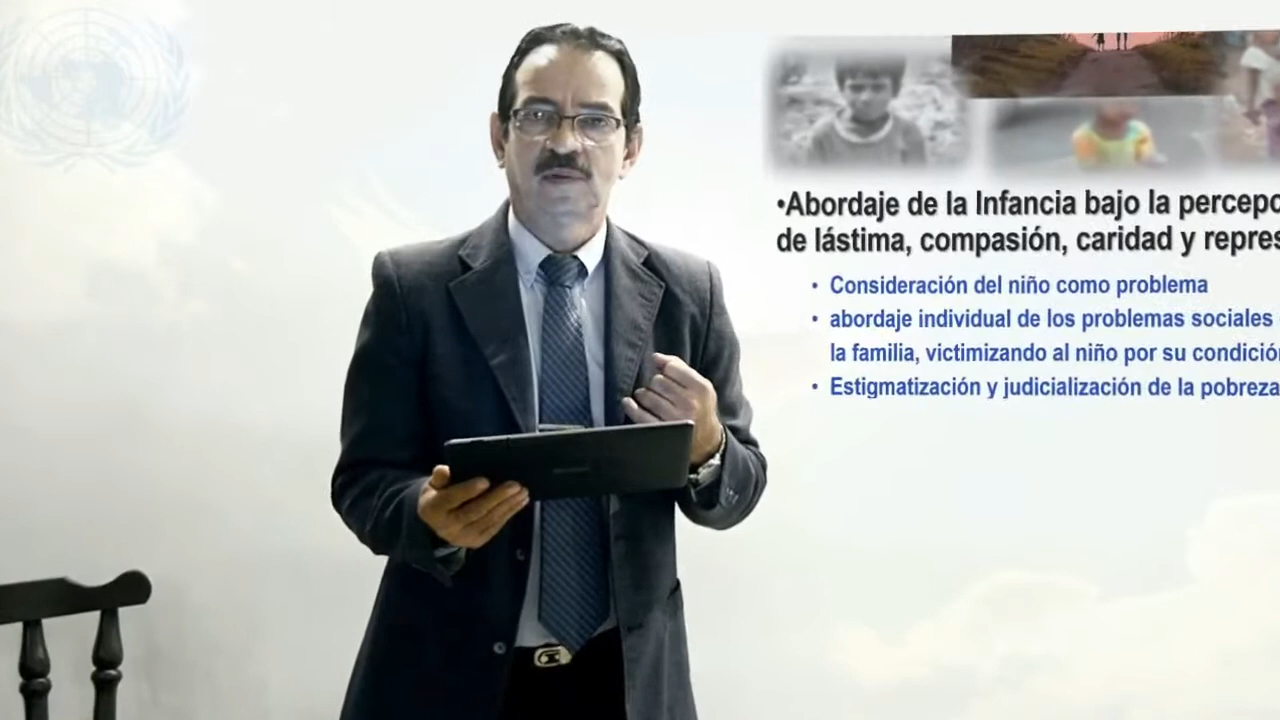 •Abordaje de la Infancia bajo la percepc
de lástima, compasión, caridad y repres
• Consideración del niño como problema
• abordaje individual de los problemas sociales
la familia, victimizando al niño por su condición
• Estigmatización y judicialización de la pobreza